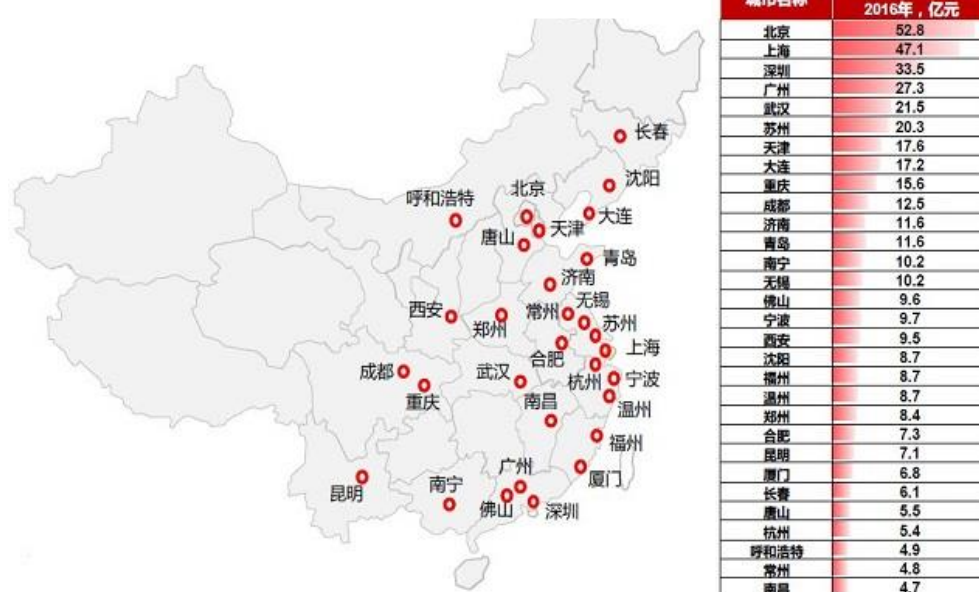 长春
沈阳
呼和浩特
北京
大连
天津
唐山
青岛
济南
无锡
西安
郑州
常州
苏州
合肥
上海
成都
武汉
杭州
宁波
重庆
南昌
温州
福州
广州
厦门
昆明
南宁
佛山
深圳
城市名称 2016年，亿元
北京 52.8
上海 47.1
深圳 33.5
广州 27.3
武汉 21.5
苏州 20.3
天津 17.6
大连 17.2
重庆 15.6
成都 12.5
济南 11.6
青岛 11.6
南宁 10.2
无锡 10.2
佛山 9.6
宁波 9.7
西安 9.5
沈阳 8.7
福州 8.7
温州 8.7
郑州 8.4
合肥 7.3
昆明 7.1
厦门 6.8
长春 6.1
唐山 5.5
杭州 5.4
呼和浩特 4.9
常州 4.8
南昌 4.7